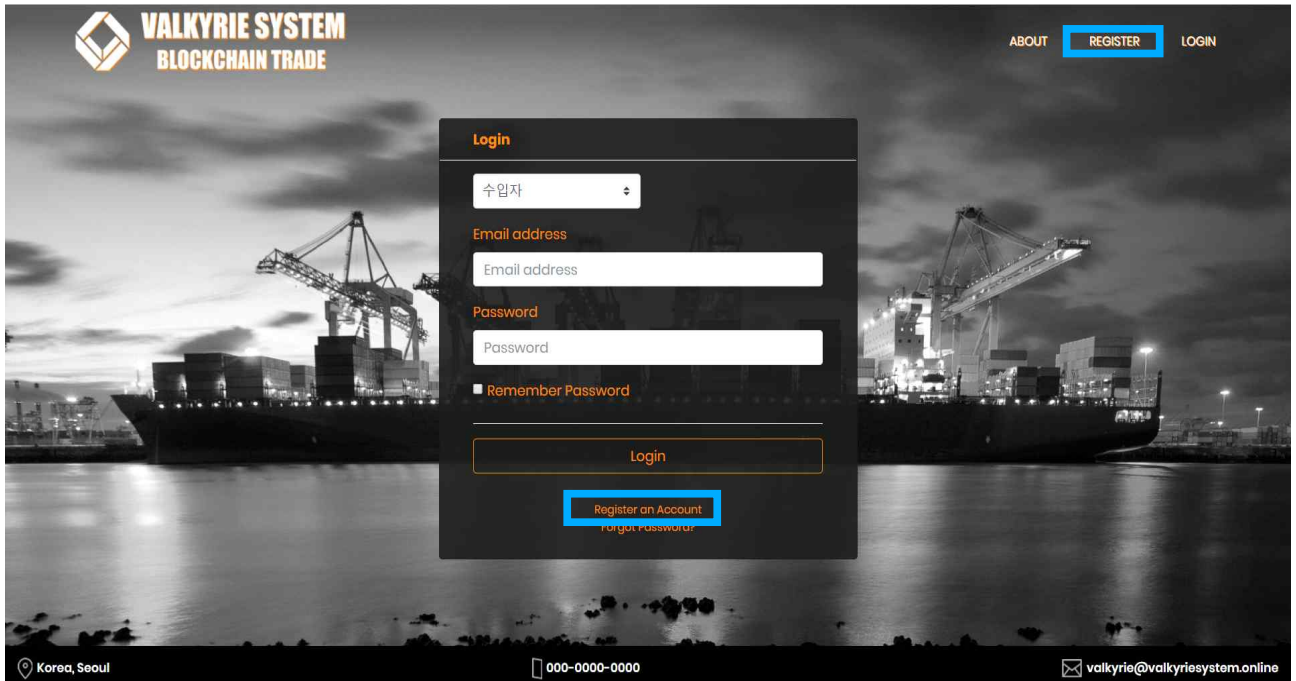 VALKYRIE SYSTEM
BLOCKCHAIN TRADE
ABOUT REGISTER LOGIN
Login
수입자
Email address
Email address
Password
Password
Remember Password
Login
Register an Account
Forgot Password?
Korea, Seoul
000-0000-0000
valkyrie@valkyriesystem.online